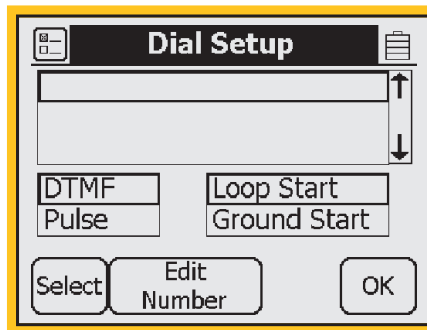 Dial Setup
DTMF
Pulse
Loop Start
Ground Start
Select
Edit
Number
OK